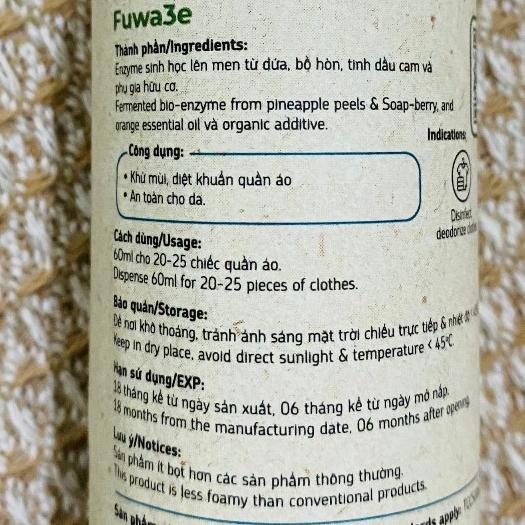 Fuwa3e
Thành phần/Ingredients:
Enzyme sinh học lên men từ dứa, bồ hòn, tinh dầu cam và
phụ gia hữu cơ.
Fermented bio-enzyme from pineapple peels & Soap-berry, and
orange essential oil và organic additive.
Indications:
Công dụng:
• Khử mùi, diệt khuẩn quần áo
• An toàn cho da.
Disinfect,
deodorize
Cách dùng/Usage:
60ml cho 20-25 chiếc quần áo.
Dispense 60ml for 20-25 pieces of clothes.
Bảo quản/Storage:
Để nơi khô thoáng, tránh ánh sáng mặt trời chiếu trực tiếp & nhiệt
Keep in dry place, avoid direct sunlight & temperature < 45°C.
Hạn sử dụng/EXP:
18 tháng kể từ ngày sản xuất, 06 tháng kể từ ngày mở nắp.
18 months from the manufacturing date, 06 months after opening.
Lưu ý/Notices:
Sản phẩm ít bọt hơn các sản phẩm thông thường.
This product is less foamy than conventional products.
Sản
apply: